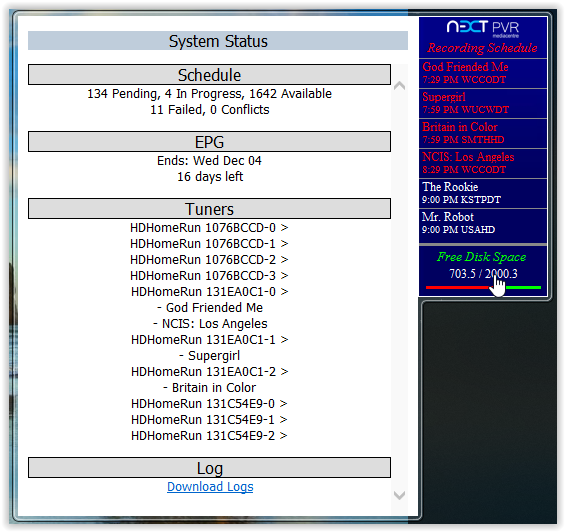 System Status
Schedule
134 Pending, 4 In Progress, 1642 Available
11 Failed, 0 Conflicts
EPG
Ends: Wed Dec 04
16 days left
Tuners
HDHomeRun 1076BCCD-0 >
HDHomeRun 1076BCCD-1 >
HDHomeRun 1076BCCD-2 >
HDHomeRun 1076BCCD-3 >
HDHomeRun 131EA0C1-0 >
- God Friended Me
- NCIS: Los Angeles
HDHomeRun 131EA0C1-1 >
- Supergirl
HDHomeRun 131EA0C1-2 >
- Britain in Color
HDHomeRun 131C54E9-0 >
HDHomeRun 131C54E9-1 >
HDHomeRun 131C54E9-2 >
Log
Download Logs
NEXT PVR
mediacentre
Recording Schedule
God Friended Me
7:29 PM WCCODT
Supergirl
7:59 PM WUCWDT
Britain in Color
7:59 PM SMTHHD
NCIS: Los Angeles
8:29 PM WCCODT
The Rookie
9:00 PM KSTPDT
Mr. Robot
9:00 PM USAHD
Free Disk Space
703.5 / 2000.3